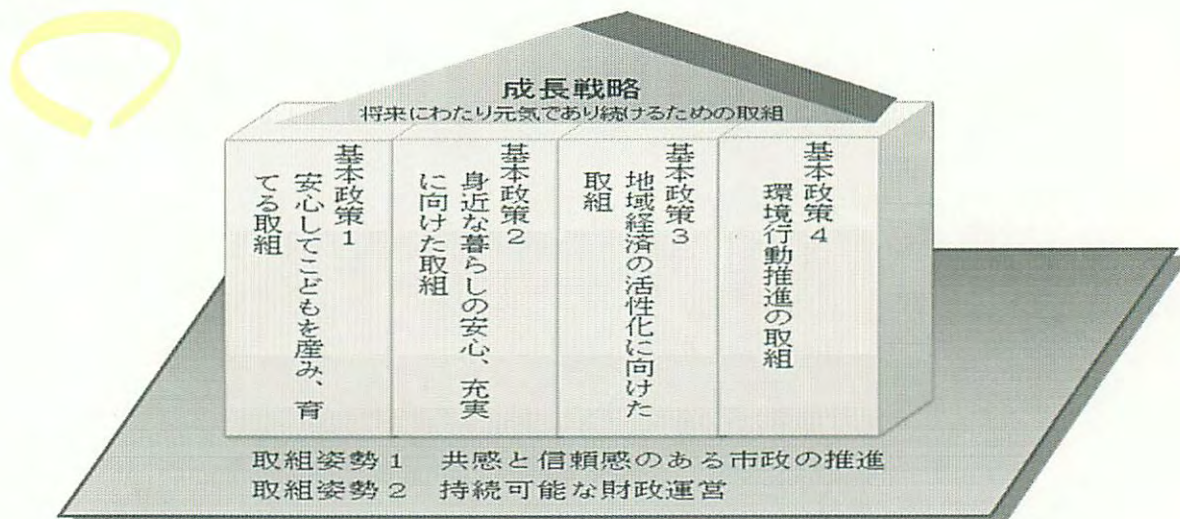 成長戦略
将来にわたり元気であり続けるための取組
基本政策1
安心してこどもを産み、育
てる取組
基本政策2
身近な暮らしの安心、充実
に向けた取組
基本政策3
地域経済の活性化に向けた
取組
基本政策4
環境行動推進の取組
取組姿勢1 共感と信頼感のある市政の推進
取組姿勢2 持続可能な財政運営